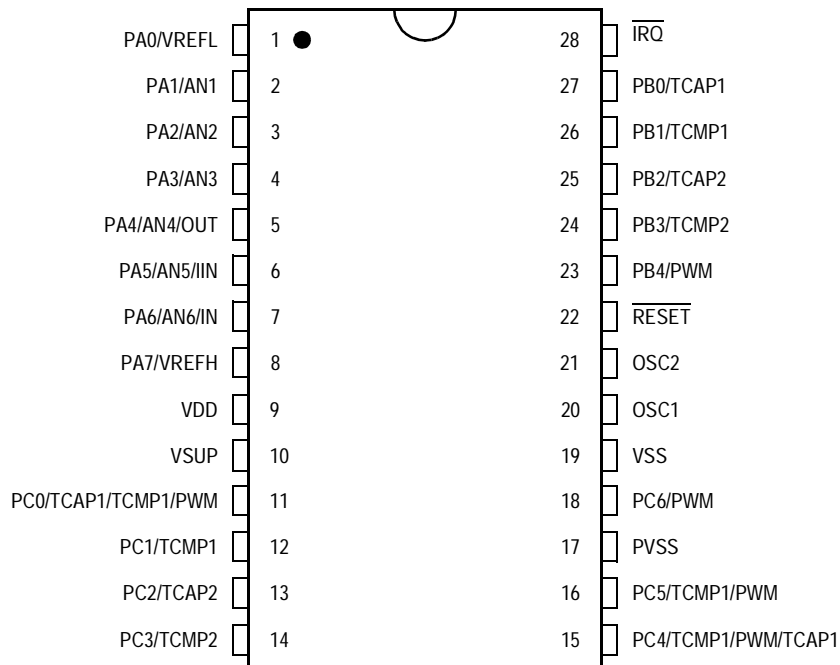 PA0/VREFL 1 28 IRQ
PA1/AN1 2 27 PB0/TCAP1
PA2/AN2 3 26 PB1/TCMP1
PA3/AN3 4 25 PB2/TCAP2
PA4/AN4/OUT 5 24 PB3/TCMP2
PA5/AN5/IIN 6 23 PB4/PWM
PA6/AN6/IN 7 22 RESET
PA7/VREFH 8 21 OSC2
VDD 9 20 OSC1
VSUP 10 19 VSS
PC0/TCAP1/TCMP1/PWM 11 18 PC6/PWM
PC1/TCMP1 12 17 PVSS
PC2/TCAP2 13 16 PC5/TCMP1/PWM
PC3/TCMP2 14 15 PC4/TCMP1/PWM/TCAP1